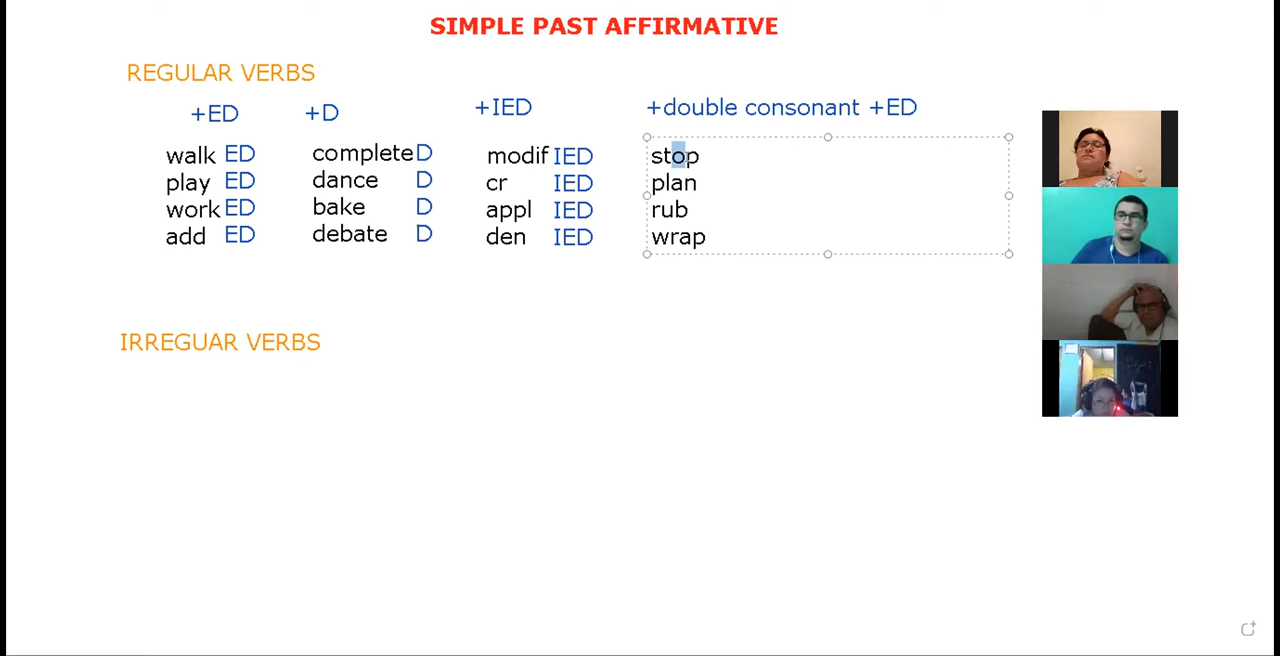 SIMPLE PAST AFFIRMATIVE
REGULAR VERBS
+ED +D +IED +double consonant +ED
walk ED complete D modif IED stop
play ED dance D cr IED plan
work ED bake D appl IED rub
add ED debate D den IED wrap
IRREGUAR VERBS